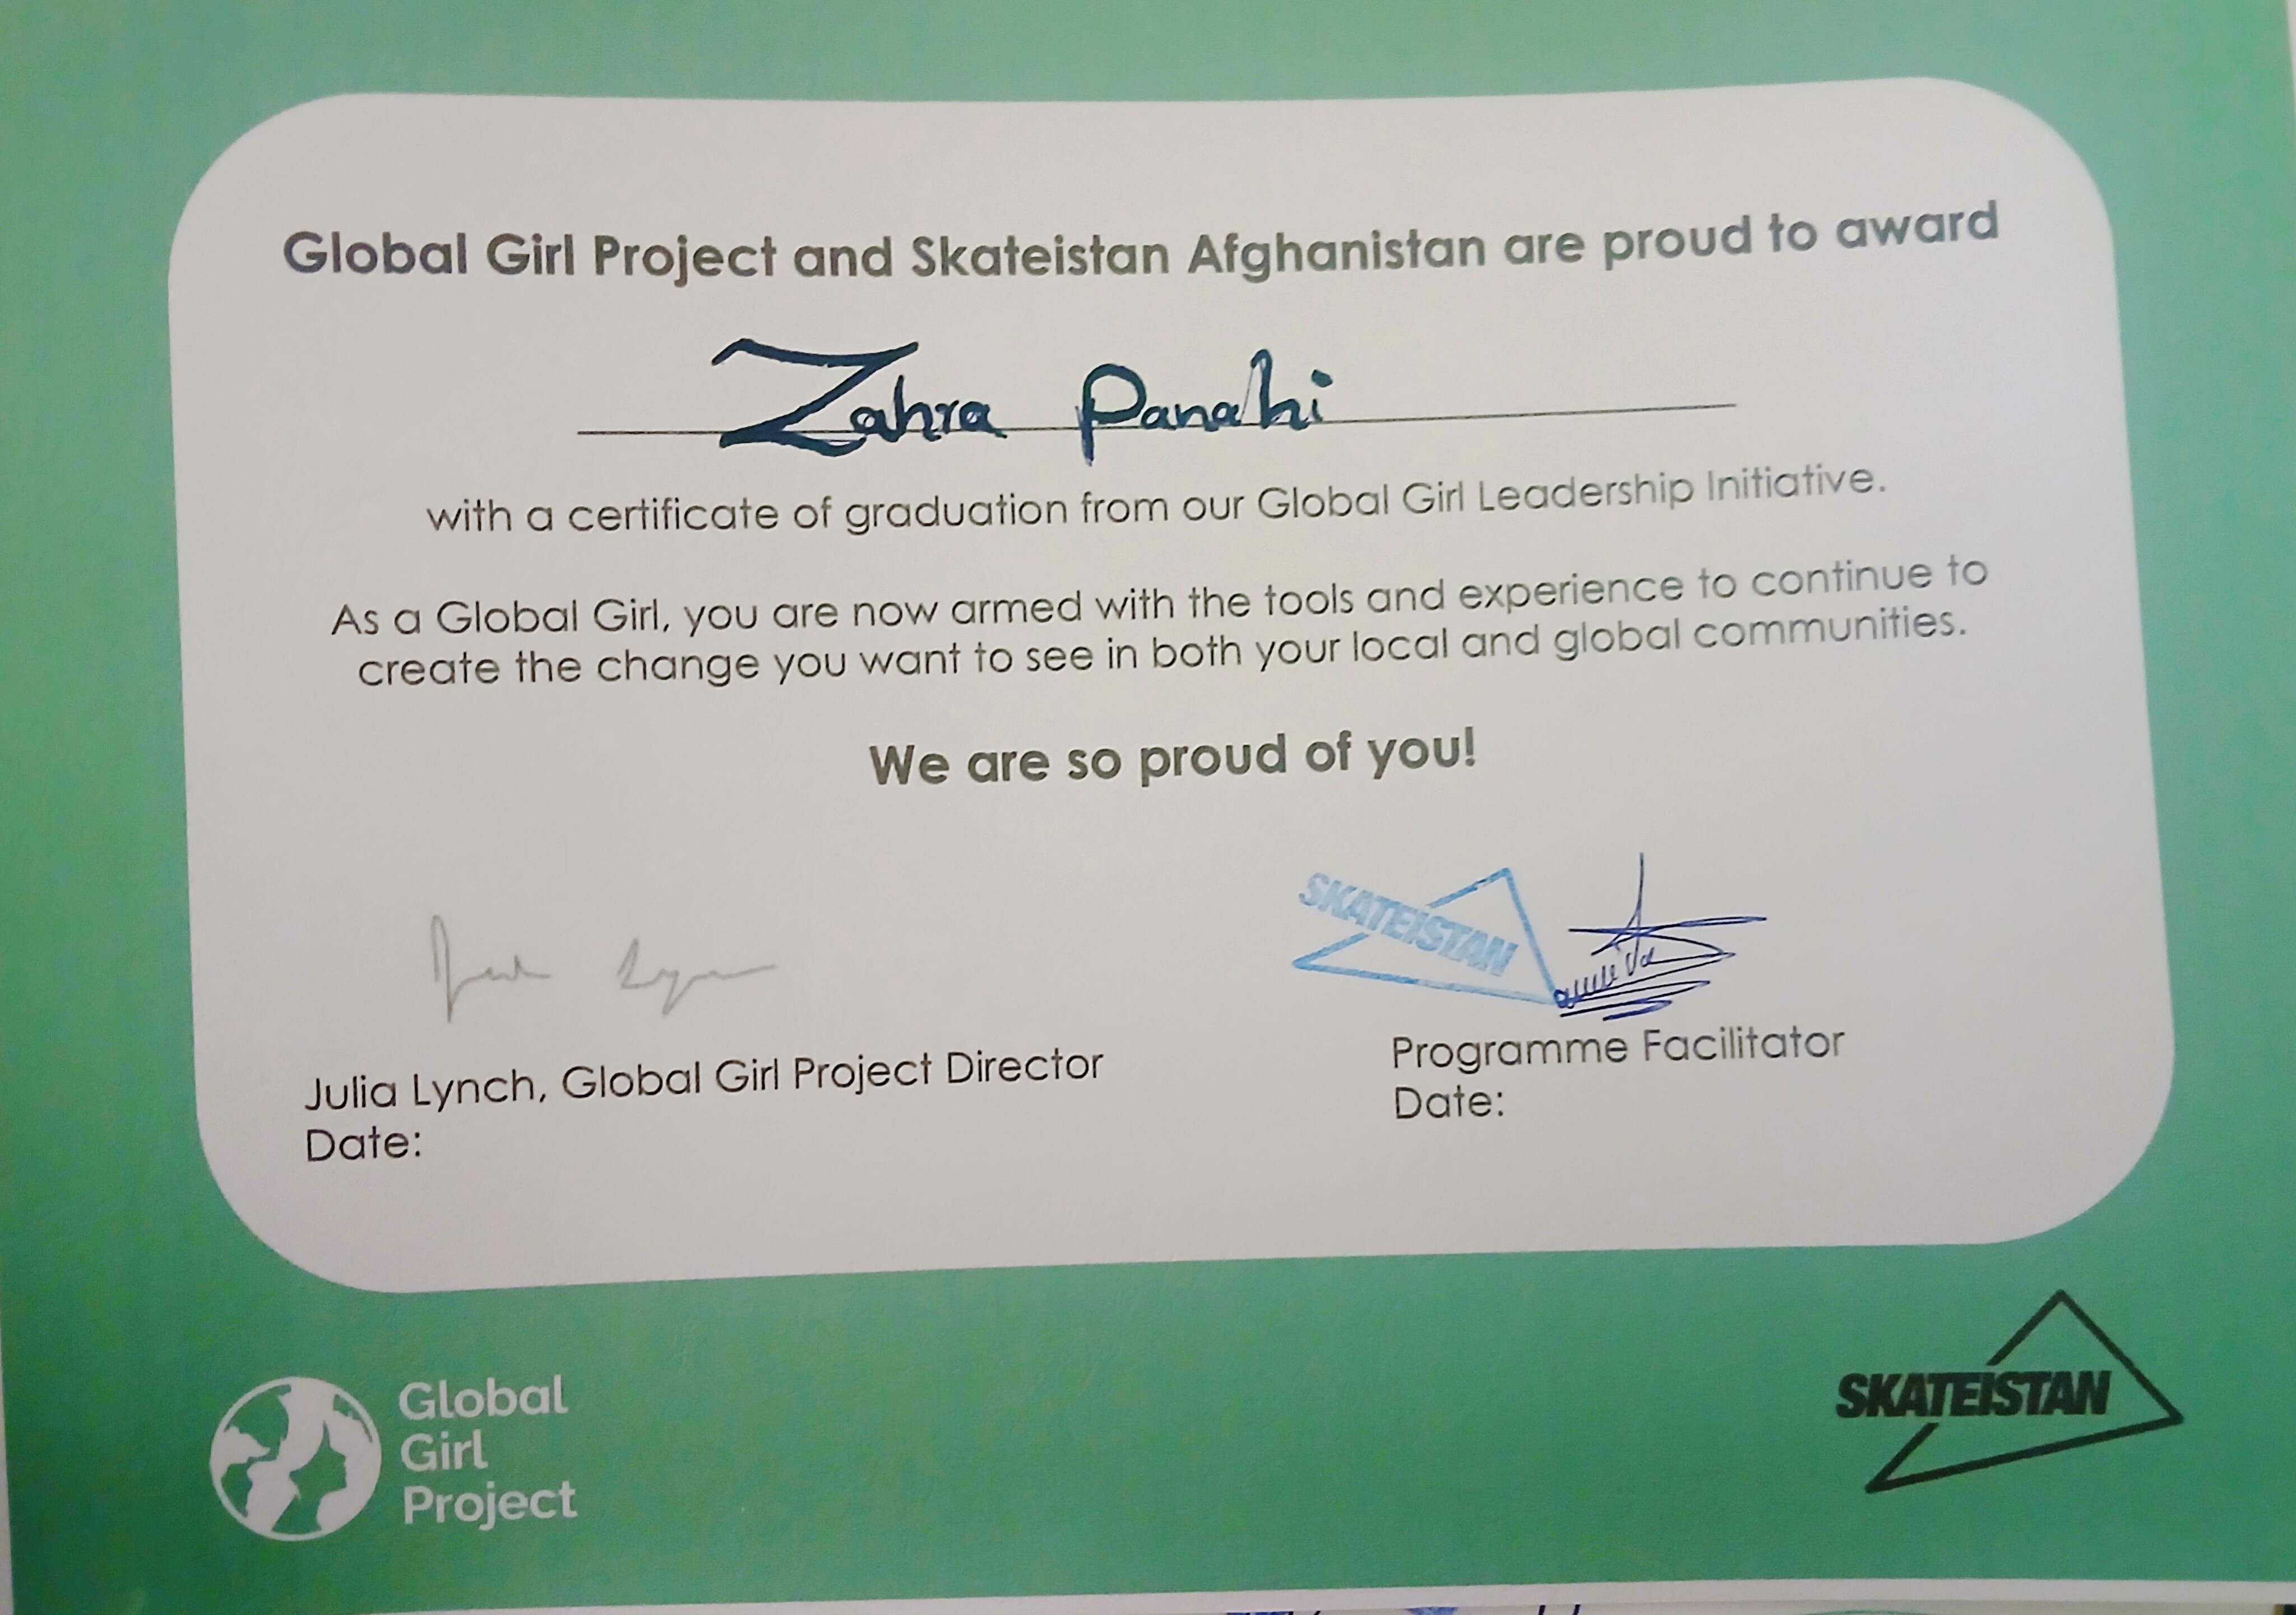 Global Girl Project and Skateistan Afghanistan are proud to award
Zahra Panahi
with a certificate of graduation from our Global Girl Leadership Initiative.
As a Global Girl, you are now armed with the tools and experience to continue to
create the change you want to see in both your local and global communities.
We are so proud of you!
SKATEISTAN
Julia Lynch, Global Girl Project Director
Date:
Programme Facilitator
Date:
Global
Girl
Project
SKATEISTAN